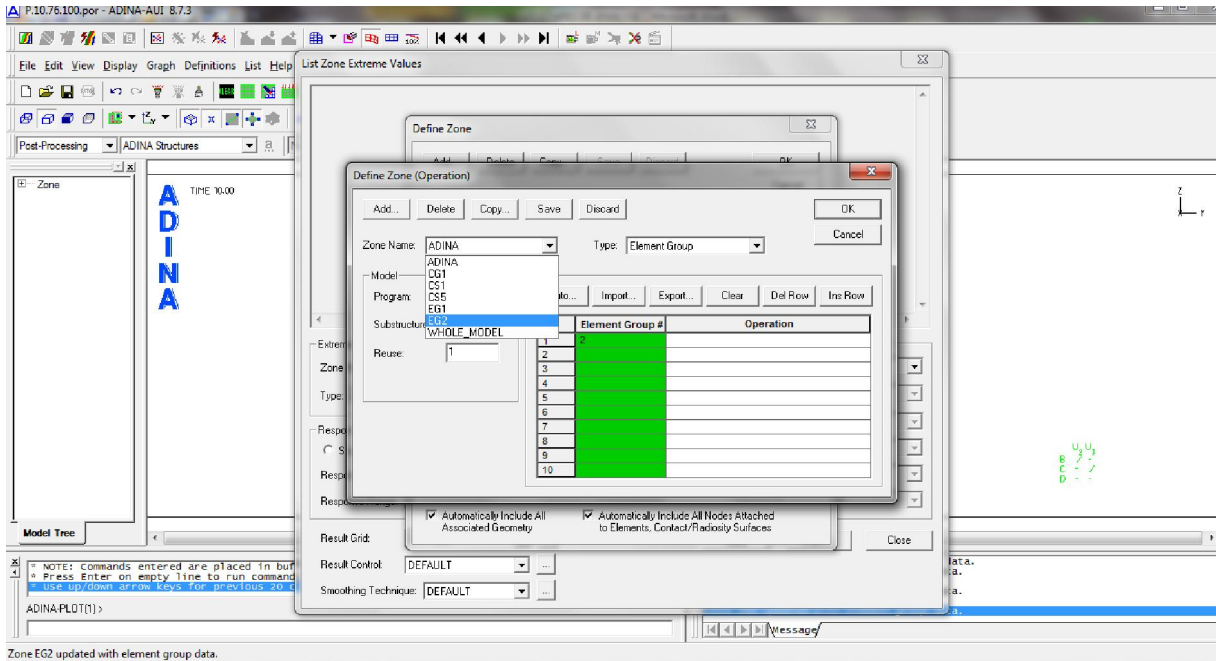 P.10.76.100.por - ADINA-AUI 8.7.3
File Edit View Display Graph Definitions List Help
Post-Processing
ADINA Structures
Zone
Model Tree
ADINA
TIME 10.00
Z
Y
U2 U3
B / -
C - /
D - -
List Zone Extreme Values
Zone
Type:
Result Grid:
Result Control: DEFAULT ...
Smoothing Technique: DEFAULT ...
Close
Define Zone
Automatically Include All
Associated Geometry
Automatically Include All Nodes Attached
to Elements, Contact/Radiosity Surfaces
Define Zone (Operation)
Add... Delete Copy... Save Discard OK
Cancel
Zone Name: ADINA
Type: Element Group
ADINA
CG1
CS1
CS5
EG1
EG2
WHOLE_MODEL
Model
Program:
Substructure
Reuse: 1
Import... Export... Clear Del Row Ins Row
Element Group # Operation
1 2
2
3
4
5
6
7
8
9
10
* NOTE: Commands entered are placed in buf
* Press Enter on empty line to run command
* Use up/down arrow keys for previous 20 c
ADINA-PLOT(1)>
Message
Zone EG2 updated with element group data.